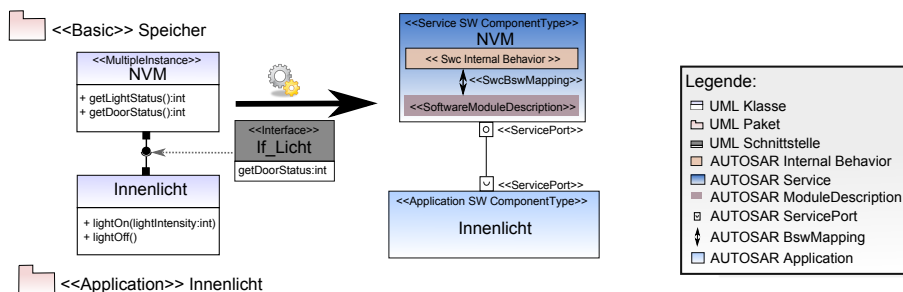 <<Basic>> Speicher
<<MultipleInstance>>
NVM
+ getLightStatus():int
+ getDoorStatus():int
<<Interface>>
If_Licht
getDoorStatus:int
Innenlicht
+ lightOn(lightIntensity:int)
+ lightOff()
<<Application>> Innenlicht
<<Service SW ComponentType>>
NVM
<< Swc Internal Behavior >>
<<SwcBswMapping>>
<<SoftwareModuleDescription>>
<<ServicePort>>
<<ServicePort>>
<<Application SW ComponentType>>
Innenlicht
Legende:
UML Klasse
UML Paket
UML Schnittstelle
AUTOSAR Internal Behavior
AUTOSAR Service
AUTOSAR ModuleDescription
AUTOSAR ServicePort
AUTOSAR BswMapping
AUTOSAR Application